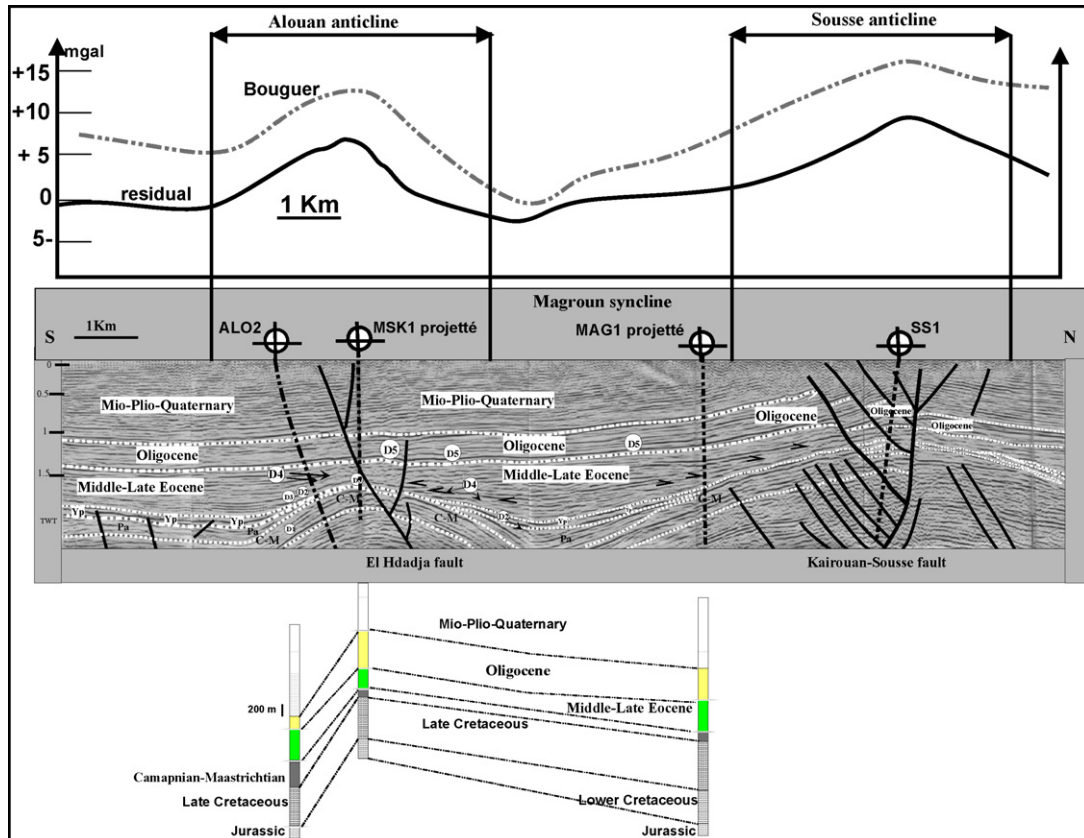 Alouan anticline
Sousse anticline
mgal
+15
+10
+ 5
0
5-
Bouguer
residual
1 Km
Magroun syncline
S
1Km
ALO2
MSK1 projetté
MAG1 projetté
SS1
N
0
0.5
1
1.5
TWT
Mio-Plio-Quaternary
Mio-Plio-Quaternary
Oligocene
Oligocene
Oligocene
Oligocene
Oligocene
D5
D5
D5
Middle-Late Eocene
Middle-Late Eocene
D4
D4
D3
D2
D1
Yp
Yp
Yp
Yp
Pa
Pa
Pa
C-M
C-M
C-M
C-M
El Hdadja fault
Kairouan-Sousse fault
200 m
Mio-Plio-Quaternary
Oligocene
Middle-Late Eocene
Late Cretaceous
Camapnian-Maastrichtian
Late Cretaceous
Jurassic
Lower Cretaceous
Jurassic